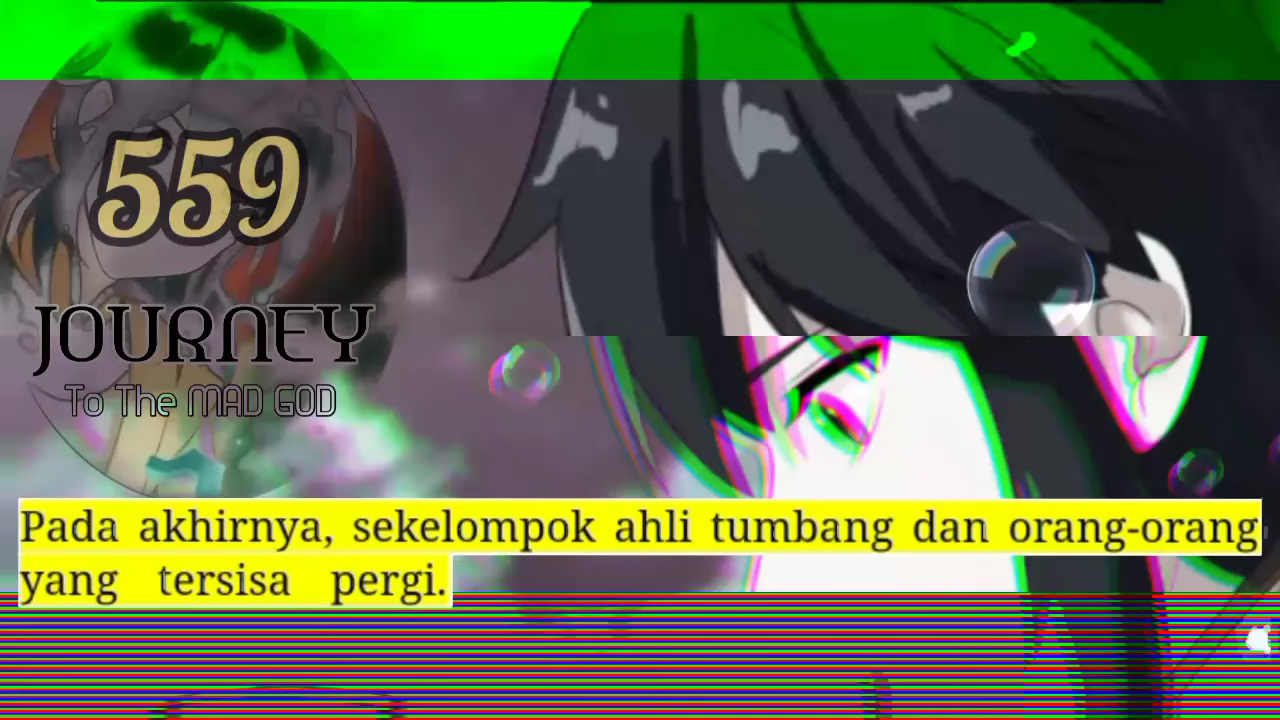 559
JOURNEY
To The MAD GOD
Pada akhirnya, sekelompok ahli tumbang dan orang-orang
yang tersisa pergi.